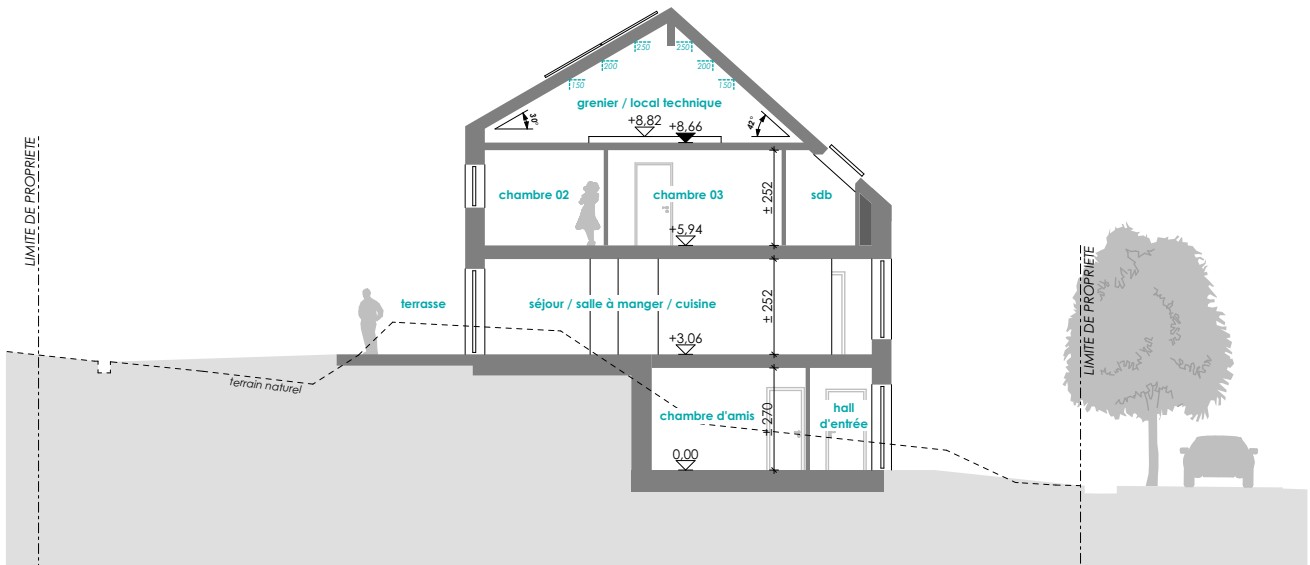 250
250
200
200
150
150
grenier / local technique
30°
42°
+8,82
+8,66
LIMITE DE PROPRIETE
chambre 02
chambre 03
sdb
± 252
+5,94
LIMITE DE PROPRIETE
terrasse
séjour / salle à manger / cuisine
± 252
+3,06
terrain naturel
chambre d'amis
± 270
hall
d'entrée
0,00